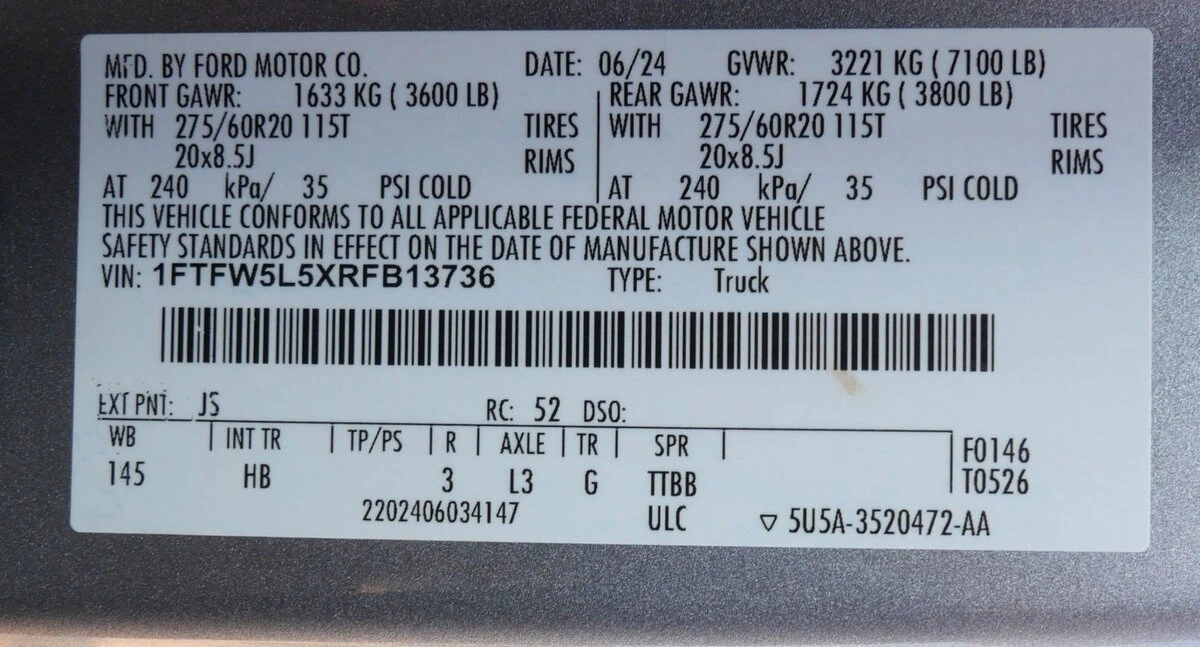 MFD. BY FORD MOTOR CO. DATE: 06/24 GVWR: 3221 KG ( 7100 LB)
FRONT GAWR: 1633 KG ( 3600 LB) REAR GAWR: 1724 KG ( 3800 LB)
WITH 275/60R20 115T TIRES WITH 275/60R20 115T TIRES
20x8.5J RIMS 20x8.5J RIMS
AT 240 kPa/ 35 PSI COLD AT 240 kPa/ 35 PSI COLD
THIS VEHICLE CONFORMS TO ALL APPLICABLE FEDERAL MOTOR VEHICLE
SAFETY STANDARDS IN EFFECT ON THE DATE OF MANUFACTURE SHOWN ABOVE.
VIN: 1FTFW5L5XRFB13736 TYPE: Truck
EXT PNT: JS RC: 52 DSO:
WB INT TR TP/PS R AXLE TR SPR F0146
145 HB 3 L3 G TTBB T0526
2202406034147 ULC ▽ 5U5A-3520472-AA